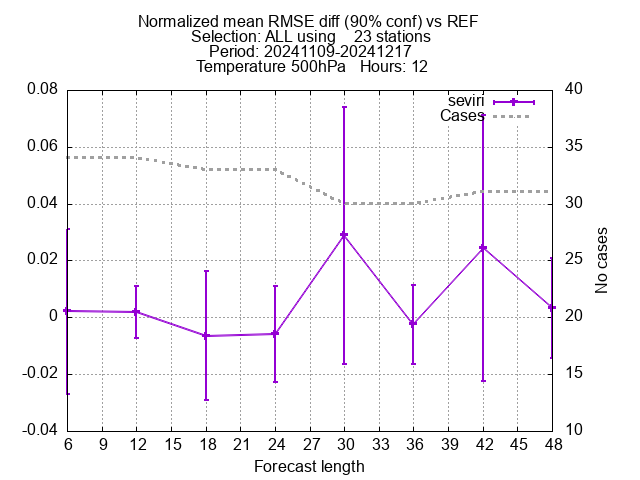 Normalized mean RMSE diff (90% conf) vs REF
Selection: ALL using    23 stations
Period: 20241109-20241217
Temperature 500hPa   Hours: 12
0.08
0.06
0.04
0.02
0
-0.02
-0.04
40
35
30
25
20
15
10
seviri
Cases
No cases
6 9 12 15 18 21 24 27 30 33 36 39 42 45 48
Forecast length